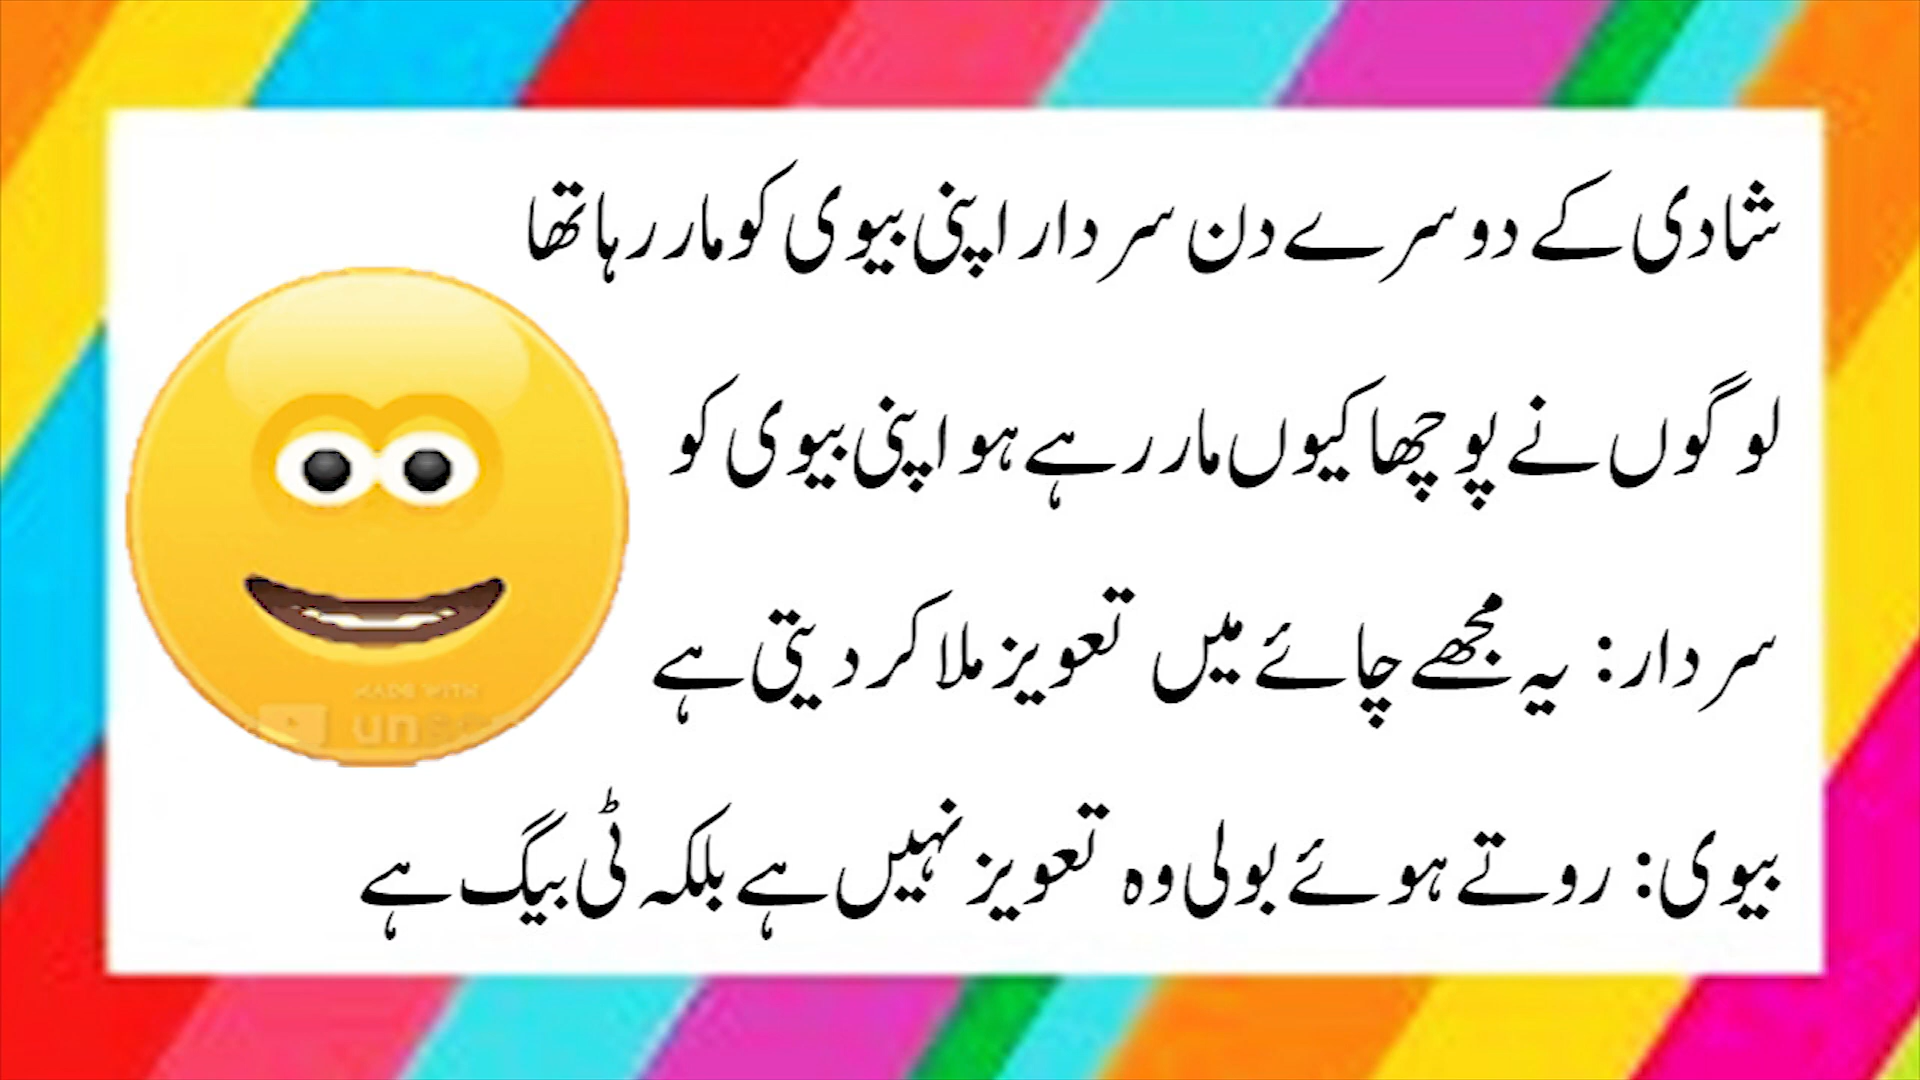 شادی کے دوسرے دن سردار اپنی بیوی کو مار رہا تھا
لوگوں نے پوچھا کیوں مار رہے ہو اپنی بیوی کو
سردار: یہ مجھے چائے میں تعویز ملا کر دیتی ہے
بیوی: روتے ہوئے بولی وہ تعویز نہیں ہے بلکہ ٹی بیگ ہے
MADE WITH